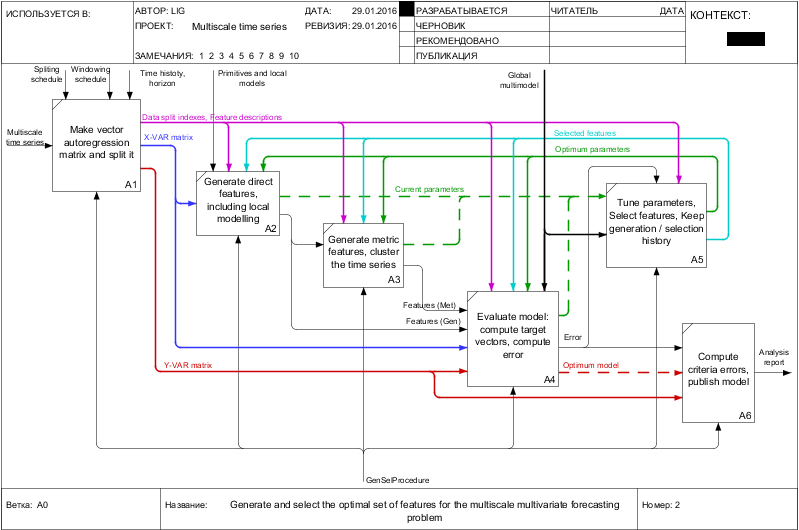 ИСПОЛЬЗУЕТСЯ В:
АВТОР: LIG
ДАТА: 29.01.2016
ПРОЕКТ: Multiscale time series
РЕВИЗИЯ: 29.01.2016
ЗАМЕЧАНИЯ: 1 2 3 4 5 6 7 8 9 10
РАЗРАБАТЫВАЕТСЯ
ЧЕРНОВИК
РЕКОМЕНДОВАНО
ПУБЛИКАЦИЯ
ЧИТАТЕЛЬ ДАТА
КОНТЕКСТ:
Spliting
schedule
Windowing
schedule
Time histoty,
horizon
Primitives and local
models
Global
multimodel
Multiscale
time series
Make vector
autoregression
matrix and split it
A1
Data split indexes, Feature descriptions
X-VAR matrix
Selected features
Optimum parameters
Generate direct
features,
including local
modelling
A2
Current parameters
Tune parameters,
Select features, Keep
generation / selection
history
A5
Generate metric
features, cluster
the time series
A3
Features (Met)
Features (Gen)
Evaluate model:
compute target
vectors, compute
error
A4
Error
Y-VAR matrix
Optimum model
Compute
criteria errors,
publish model
A6
Analysis
report
GenSelProcedure
Ветка: A0
Название: Generate and select the optimal set of features for the multiscale multivariate forecasting
problem
Номер: 2